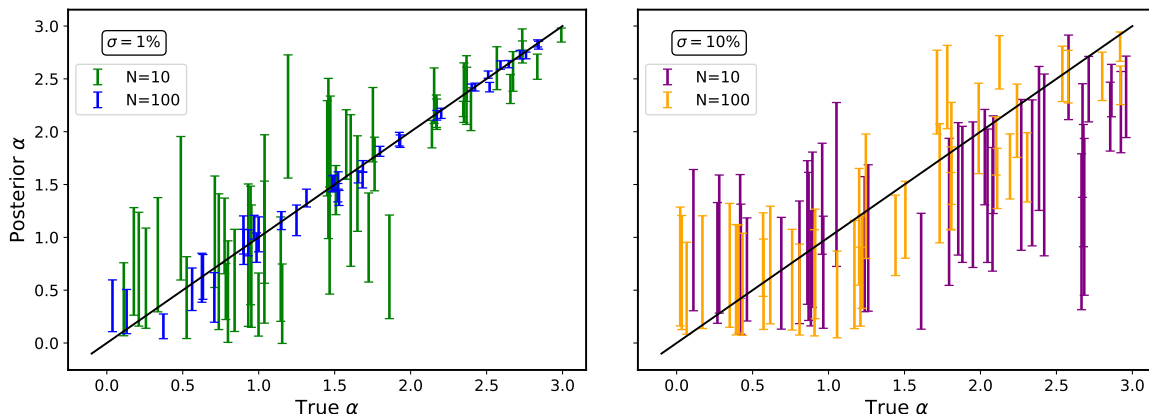 σ = 1%
N=10
N=100
3.0
2.5
2.0
1.5
1.0
0.5
0.0
Posterior α
0.0 0.5 1.0 1.5 2.0 2.5 3.0
True α
σ = 10%
N=10
N=100
0.0 0.5 1.0 1.5 2.0 2.5 3.0
True α